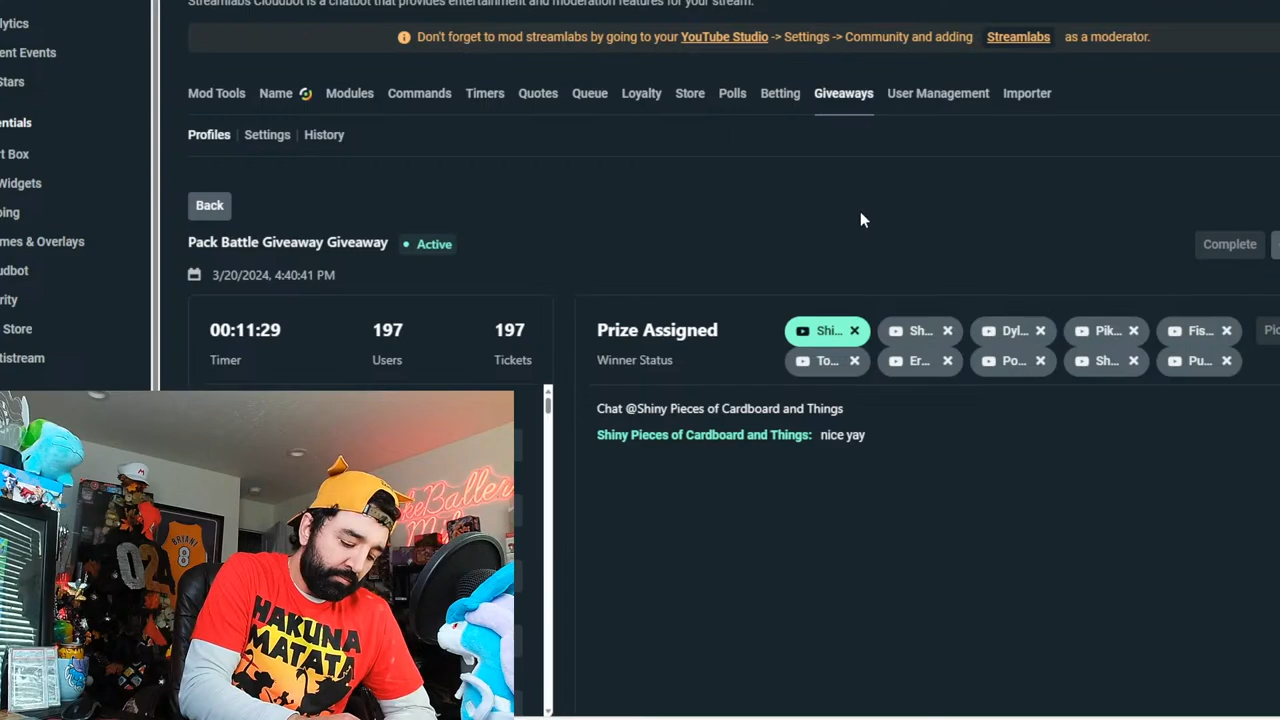 Streamlabs Cloudbot is a chatbot that provides entertainment and moderation features for your stream.
Don't forget to mod streamlabs by going to your YouTube Studio -> Settings -> Community and adding Streamlabs as a moderator.
lytics
ent Events
Stars
entials
rt Box
Widgets
ping
mes & Overlays
udbot
rity
Store
tistream
Mod Tools Name Modules Commands Timers Quotes Queue Loyalty Store Polls Betting Giveaways User Management Importer
Profiles | Settings | History
Back
Pack Battle Giveaway Giveaway • Active
Complete
3/20/2024, 4:40:41 PM
00:11:29 197 197
Timer Users Tickets
Prize Assigned
Winner Status
Shi... Sh... Dyl... Pik... Fis...
To... Er... Po... Sh... Pu...
Pic
Chat @Shiny Pieces of Cardboard and Things
Shiny Pieces of Cardboard and Things: nice yay
keBaller
BRYANT
8
02
M
HAKUNA
MATATA